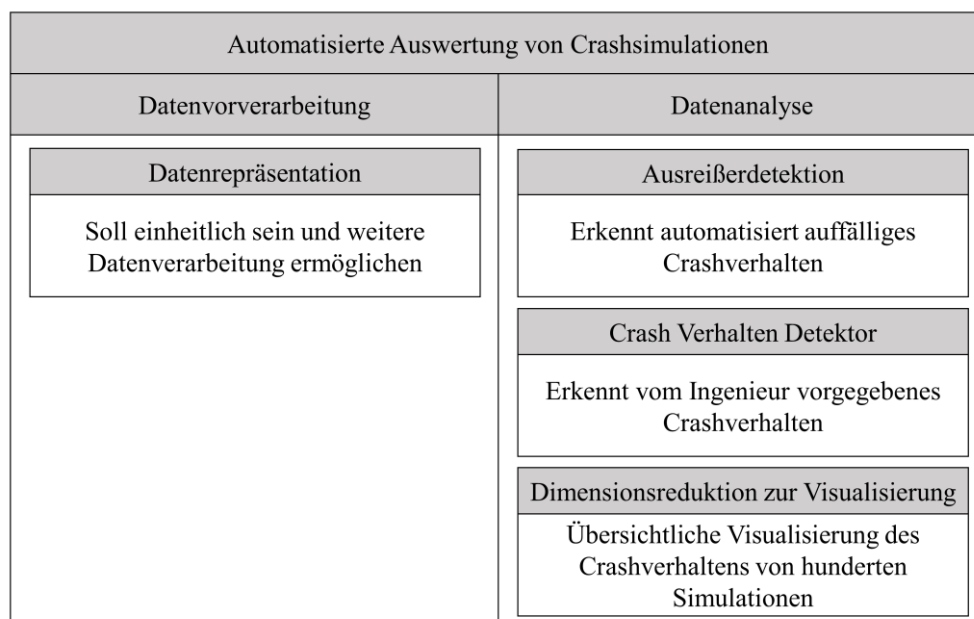 Automatisierte Auswertung von Crashsimulationen
Datenvorverarbeitung
Datenrepräsentation
Soll einheitlich sein und weitere
Datenverarbeitung ermöglichen
Datenanalyse
Ausreißerdetektion
Erkennt automatisiert auffälliges
Crashverhalten
Crash Verhalten Detektor
Erkennt vom Ingenieur vorgegebenes
Crashverhalten
Dimensionsreduktion zur Visualisierung
Übersichtliche Visualisierung des
Crashverhaltens von hunderten
Simulationen